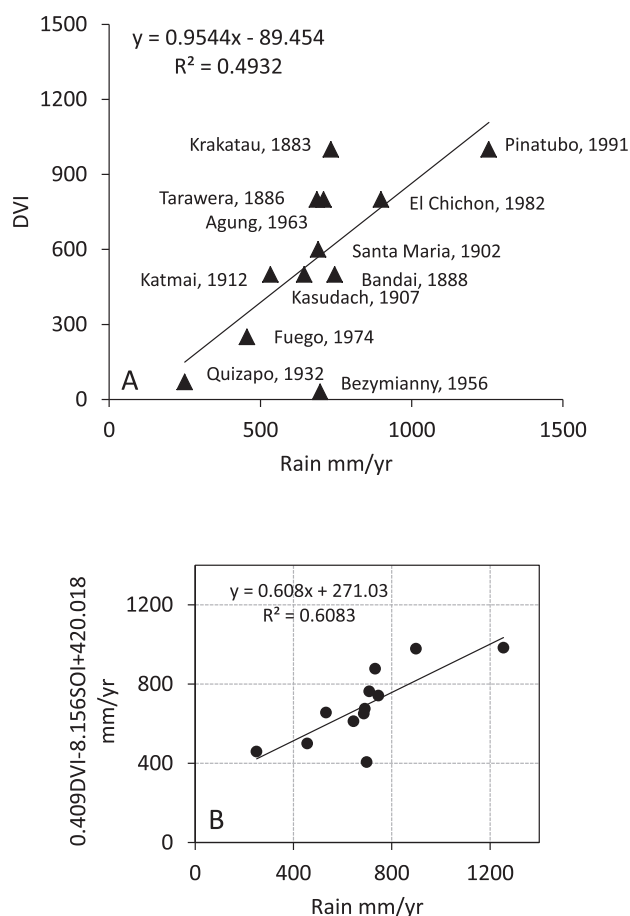 1500
y = 0.9544x - 89.454
R² = 0.4932
1200
Krakatau, 1883
Pinatubo, 1991
900
Tarawera, 1886
El Chichon, 1982
Agung, 1963
DVI
600
Santa Maria, 1902
Katmai, 1912
Bandai, 1888
Kasudach, 1907
300
Fuego, 1974
A
Quizapo, 1932
Bezymianny, 1956
0
0 500 1000 1500
Rain mm/yr
0.409DVI-8.156SOI+420.018
mm/yr
y = 0.608x + 271.03
R² = 0.6083
1200
800
400
B
0
0 400 800 1200
Rain mm/yr